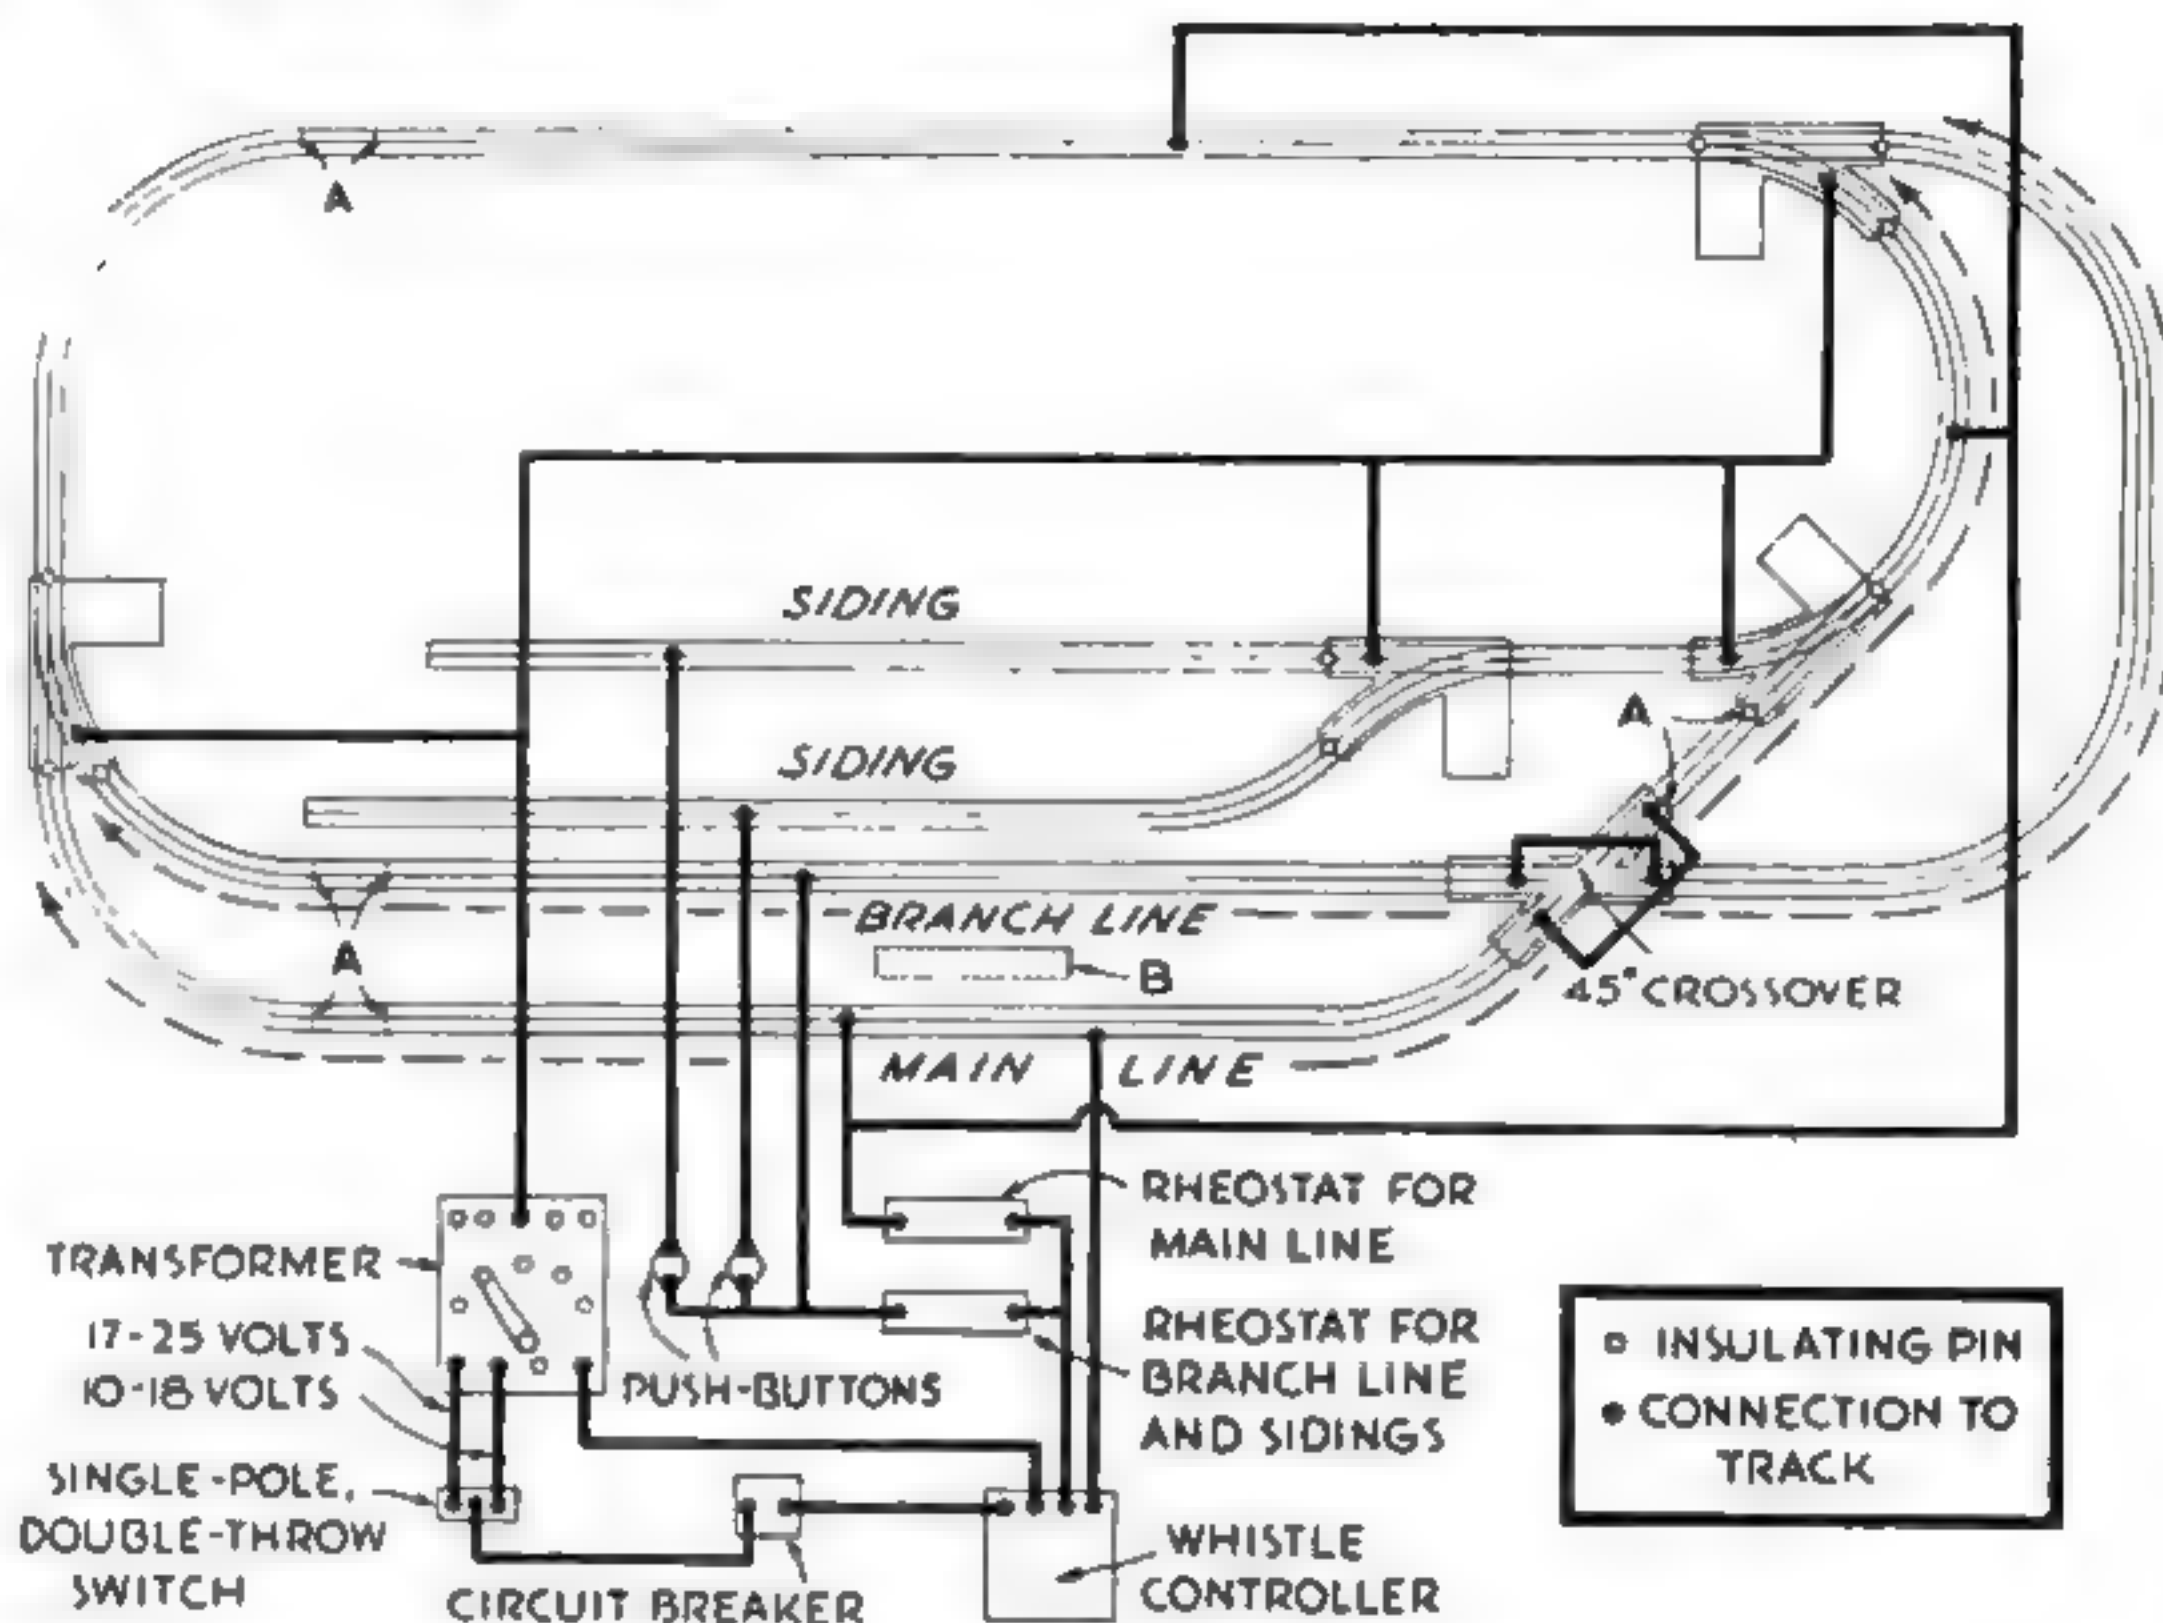 A
SIDING
A
SIDING
BRANCH LINE
A
B
45° CROSSOVER
MAIN LINE
RHEOSTAT FOR
MAIN LINE
TRANSFORMER
17-25 VOLTS
10-18 VOLTS
PUSH-BUTTONS
RHEOSTAT FOR
BRANCH LINE
AND SIDINGS
INSULATING PIN
CONNECTION TO
TRACK
SINGLE-POLE,
DOUBLE-THROW
SWITCH
CIRCUIT BREAKER
WHISTLE
CONTROLLER